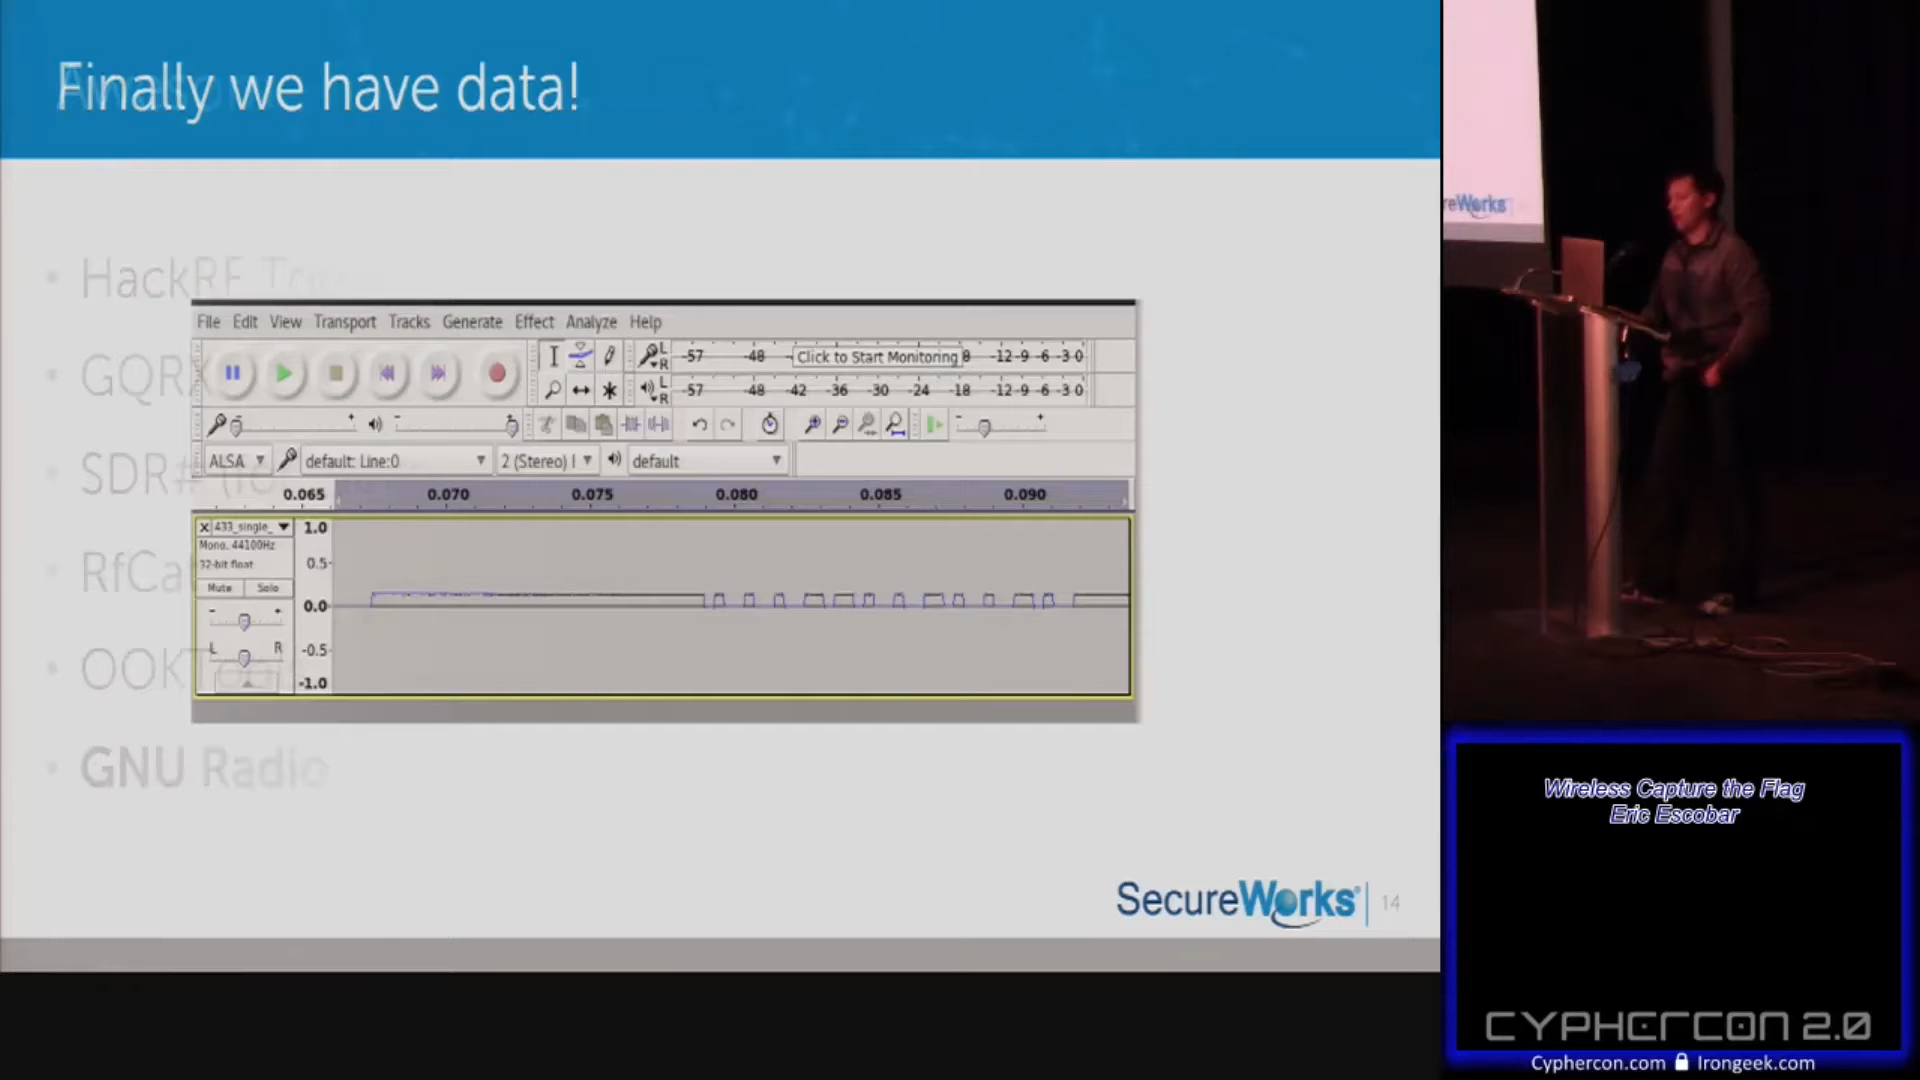 Finally we have data!
• HackRF
• GQRX
• SDR#
• RfCat
• OOK
• GNU Radio
File Edit View Transport Tracks Generate Effect Analyze Help
L R -57 -48 - Click to Start Monitoring 8 -12 -9 -6 -3 0
L R -57 -48 -42 -36 -30 -24 -18 -12 -9 -6 -3 0
- + - + - +
ALSA default: Line:0 2 (Stereo) default
0.065 0.070 0.075 0.080 0.085 0.090
x 433_single_ 1.0
Mono, 44100Hz
32-bit float 0.5
Mute Solo
- + 0.0
L R -0.5
-1.0
SecureWorks 14
reWorks
Wireless Capture the Flag
Eric Escobar
CYPHERCON 2.0
Cyphercon.com Irongeek.com